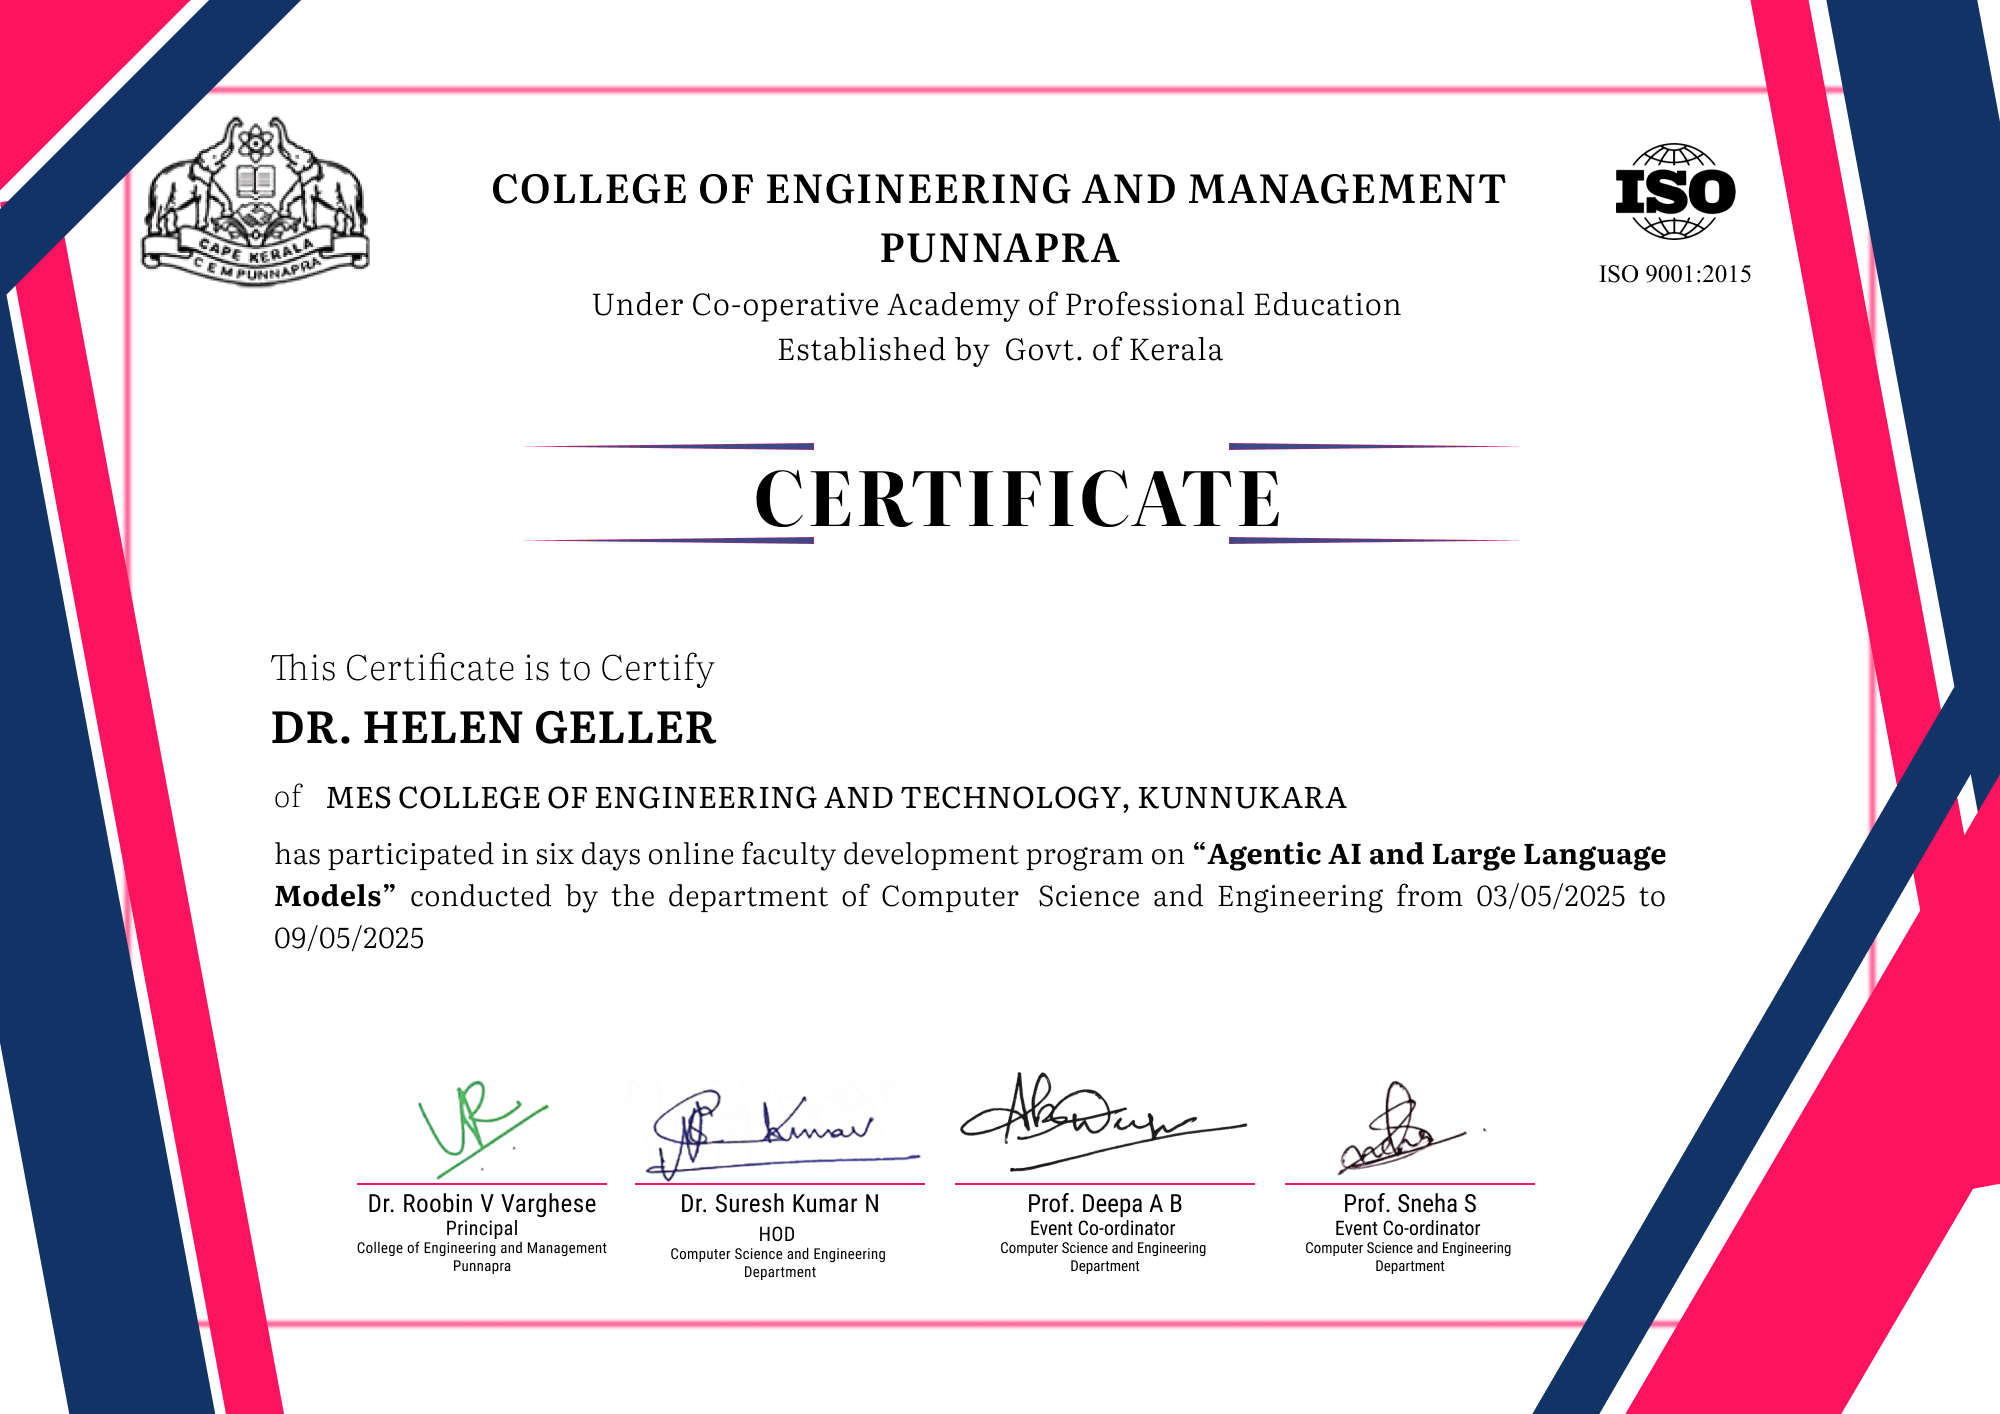 CAPE KERALA
C E M PUNNAPRA
COLLEGE OF ENGINEERING AND MANAGEMENT
PUNNAPRA
Under Co-operative Academy of Professional Education
Established by Govt. of Kerala
ISO
ISO 9001:2015
CERTIFICATE
This Certificate is to Certify
DR. HELEN GELLER
of MES COLLEGE OF ENGINEERING AND TECHNOLOGY, KUNNUKARA
has participated in six days online faculty development program on “Agentic AI and Large Language
Models” conducted by the department of Computer Science and Engineering from 03/05/2025 to
09/05/2025
Kumar
Dr. Roobin V Varghese
Principal
College of Engineering and Management
Punnapra
Dr. Suresh Kumar N
HOD
Computer Science and Engineering
Department
Prof. Deepa A B
Event Co-ordinator
Computer Science and Engineering
Department
Prof. Sneha S
Event Co-ordinator
Computer Science and Engineering
Department